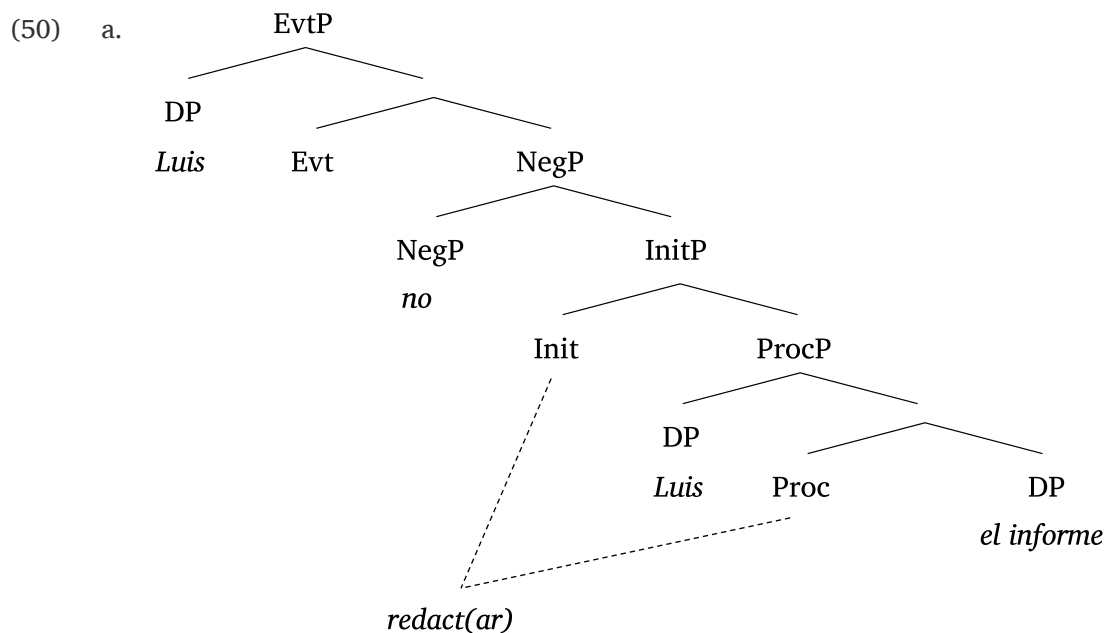 (50) a. EvtP
DP
Luis Evt NegP
NegP InitP
no
Init ProcP
DP
Luis Proc DP
el informe
redact(ar)